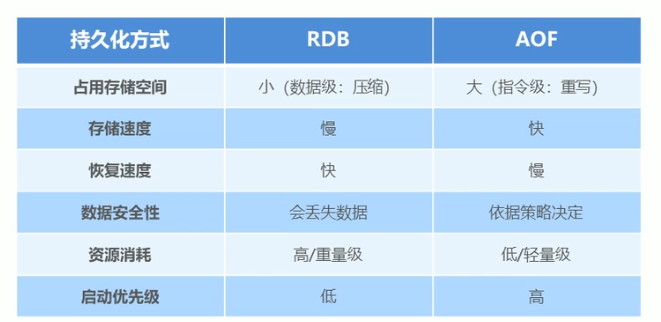 持久化方式 RDB AOF
占用存储空间 小（数据级：压缩） 大（指令级：重写）
存储速度 慢 快
恢复速度 快 慢
数据安全性 会丢失数据 依据策略决定
资源消耗 高/重量级 低/轻量级
启动优先级 低 高